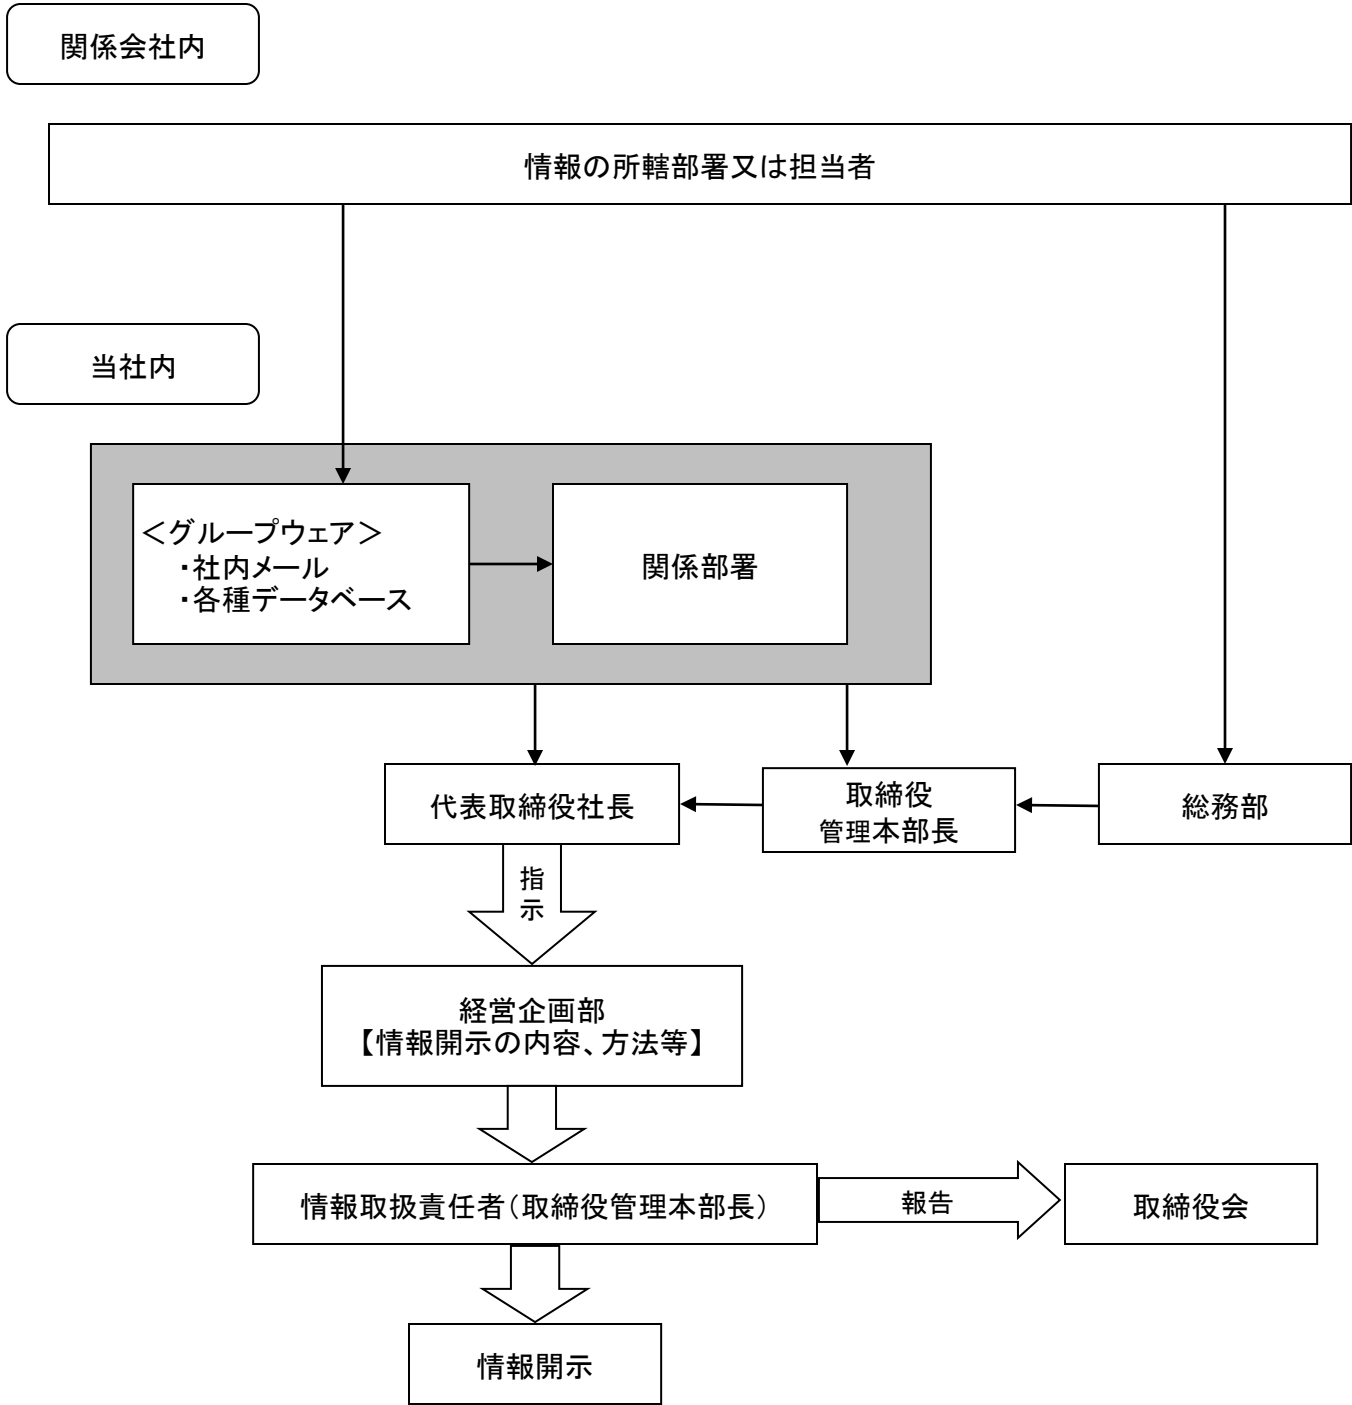 関係会社内
情報の所轄部署又は担当者
当社内
＜グループウェア＞
・社内メール
・各種データベース
関係部署
代表取締役社長
取締役
管理本部長
総務部
指
示
経営企画部
【情報開示の内容、方法等】
情報取扱責任者（取締役管理本部長）
報告
取締役会
情報開示